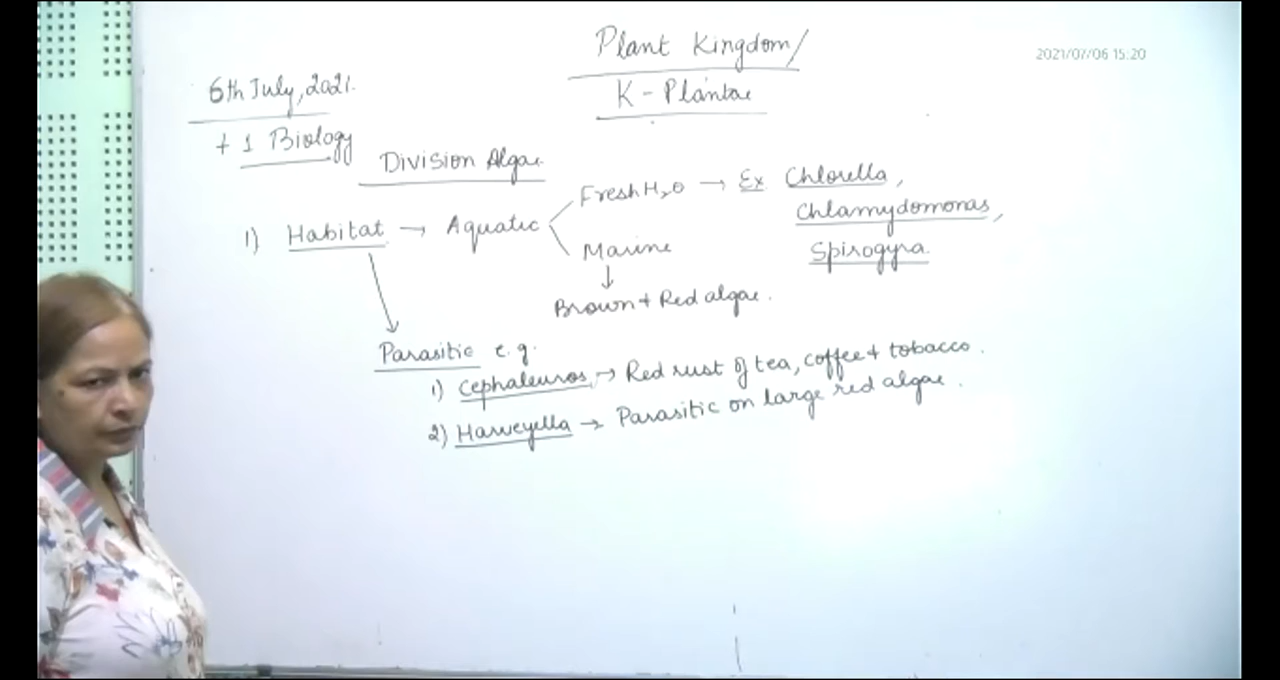 Plant Kingdom/
K - Plantae
2021/07/06 15:20
6th July, 2021.
+ 1 Biology
Division Algae
1) Habitat → Aquatic
Fresh H2O → Ex Chlorella,
Chlamydomonas,
Spirogyra.
Marine
↓
Brown + Red algae.
Parasitic e.g.
1) Cephaleuros → Red rust of tea, coffee + tobacco.
2) Harveyella → Parasitic on large red algae.